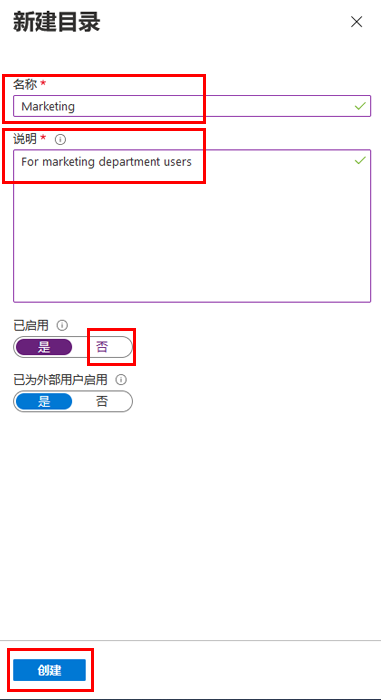 新建目录
名称 *
Marketing
说明 *
For marketing department users
已启用
是 否
已为外部用户启用
是 否
创建